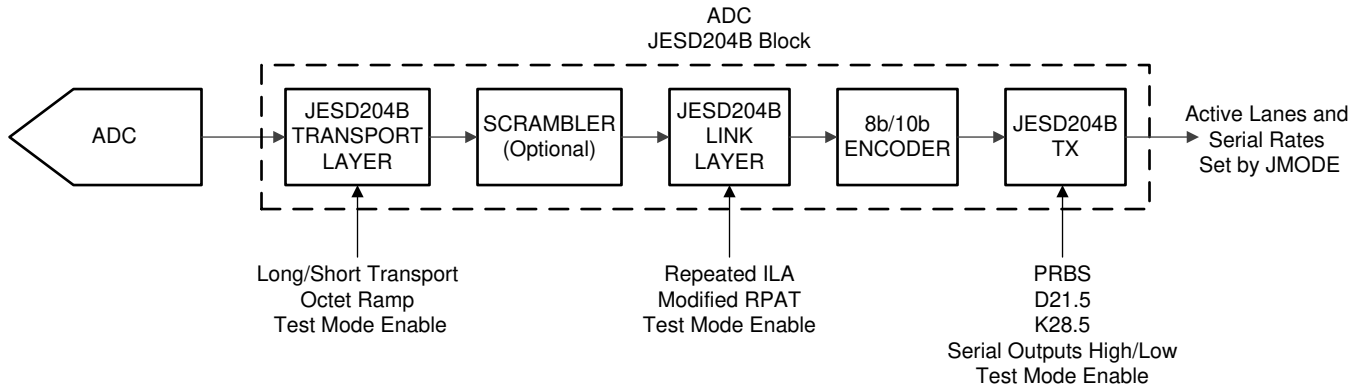 ADC
JESD204B Block
ADC
JESD204B
TRANSPORT
LAYER
SCRAMBLER
(Optional)
JESD204B
LINK
LAYER
8b/10b
ENCODER
JESD204B
TX
Active Lanes and
Serial Rates
Set by JMODE
Long/Short Transport
Octet Ramp
Test Mode Enable
Repeated ILA
Modified RPAT
Test Mode Enable
PRBS
D21.5
K28.5
Serial Outputs High/Low
Test Mode Enable